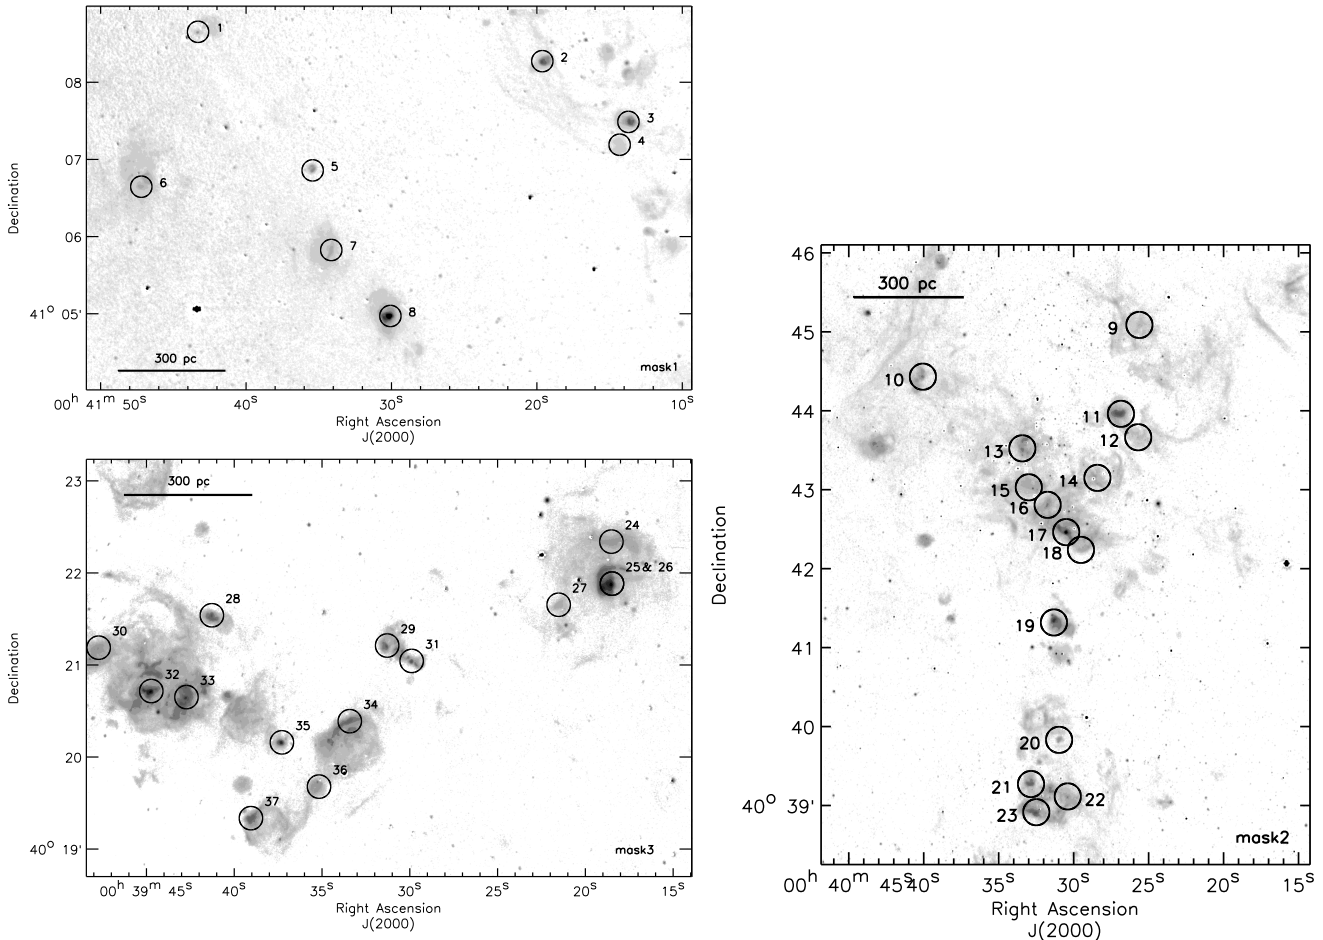 1
2
08
3
4
07
5
6
Declination
06
7
41° 05'
8
300 pc
mask1
00ʰ 41ᵐ 50ˢ 40ˢ 30ˢ 20ˢ 10ˢ
Right Ascension
J(2000)
23
300 pc
24
22
25 & 26
27
28
29
30
31
21
32
33
34
Declination
35
20
36
37
40° 19'
mask3
00ʰ 39ᵐ 45ˢ 40ˢ 35ˢ 30ˢ 25ˢ 20ˢ 15ˢ
Right Ascension
J(2000)
46
300 pc
45
9
10
44
11
12
13
14
43
15
16
17
18
42
Declination
19
41
40
20
21
22
40° 39'
23
mask2
00ʰ 40ᵐ 45ˢ 40ˢ 35ˢ 30ˢ 25ˢ 20ˢ 15ˢ
Right Ascension
J(2000)